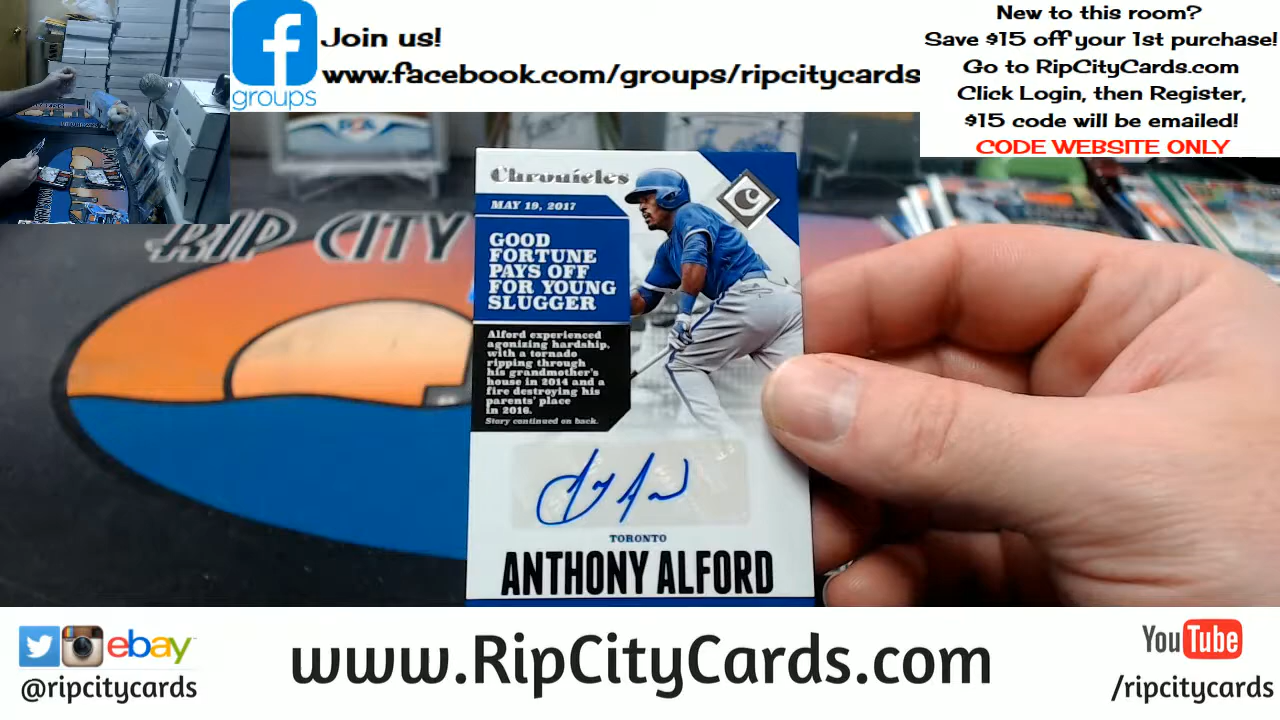 Join us!
www.facebook.com/groups/ripcitycards
groups
New to this room?
Save $15 off your 1st purchase!
Go to RipCityCards.com
Click Login, then Register,
$15 code will be emailed!
CODE WEBSITE ONLY
PSA
RIP CITY
Chronicles
C
MAY 19, 2017
GOOD
FORTUNE
PAYS OFF
FOR YOUNG
SLUGGER
Alford experienced
agonizing hardship,
with a tornado
ripping through
his grandmother's
house in 2014 and a
fire destroying his
parents' place
in 2016.
Story continued on back.
TORONTO
ANTHONY ALFORD
ebay
@ripcitycards
www.RipCityCards.com
YouTube
/ripcitycards